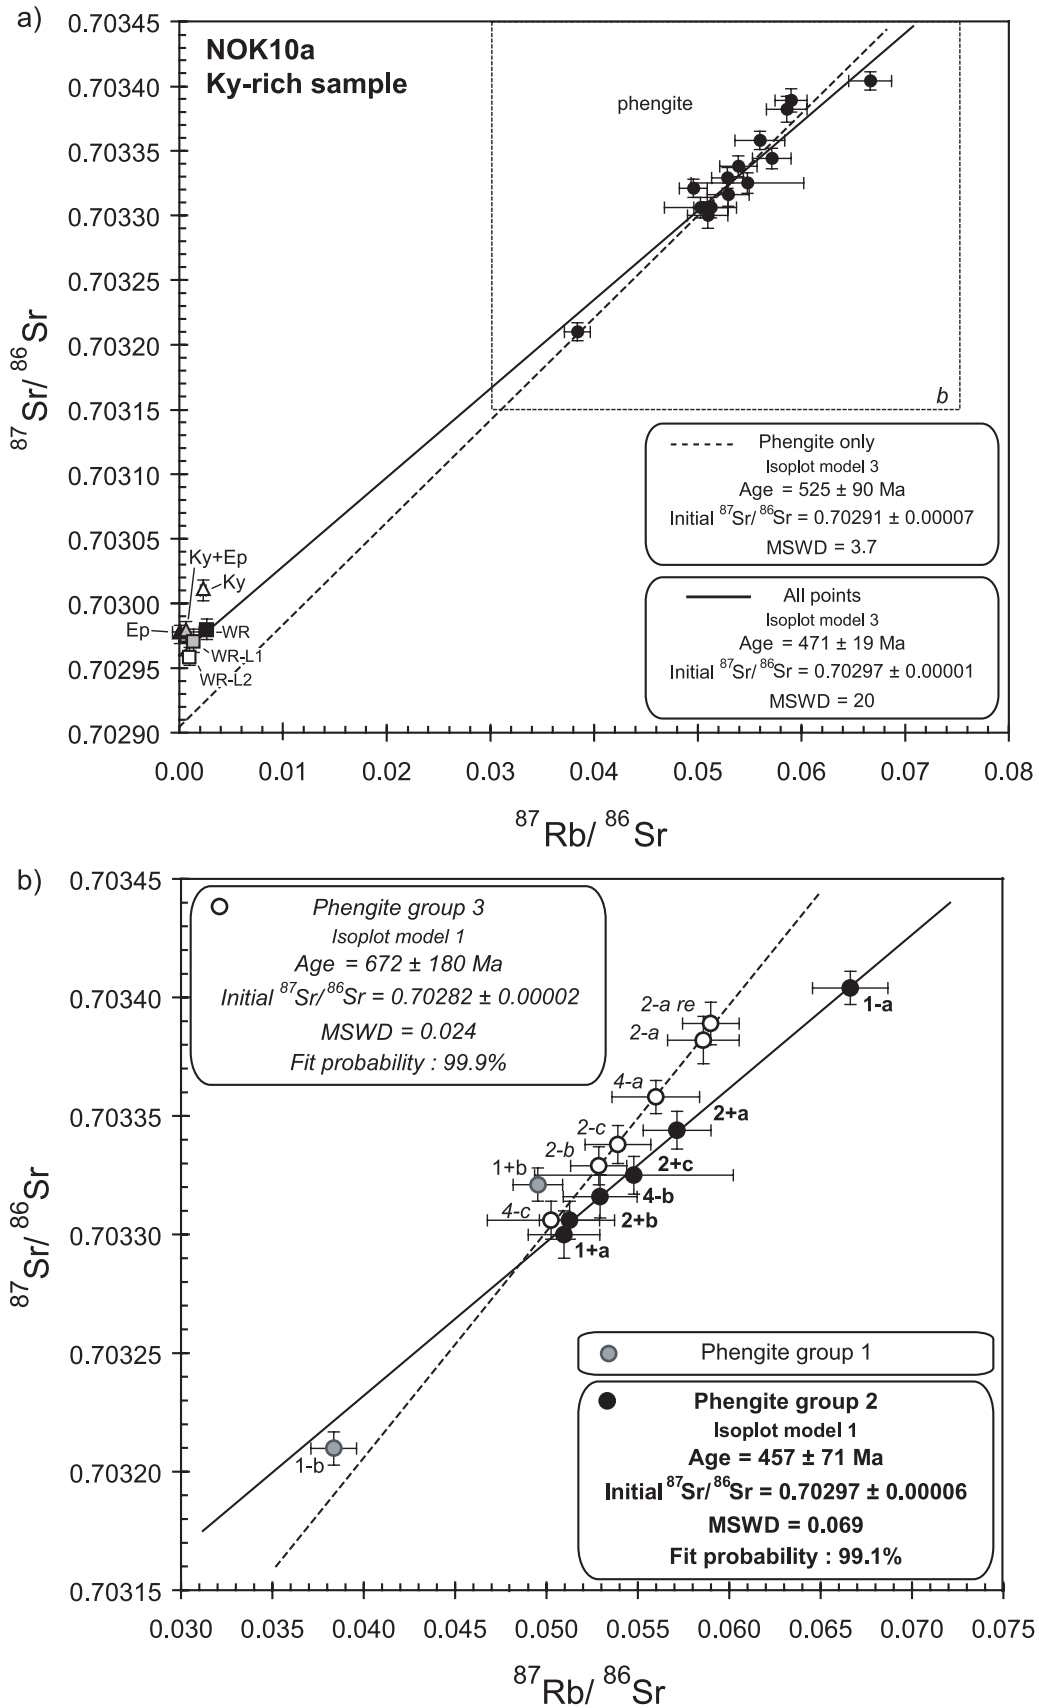 a)
NOK10a
Ky-rich sample
phengite
b
0.70345
0.70340
0.70335
0.70330
0.70325
0.70320
0.70315
0.70310
0.70305
0.70300
0.70295
0.70290
87Sr/ 86Sr
Ky+Ep
Ky
Ep
WR
WR-L1
WR-L2
Phengite only
Isoplot model 3
Age = 525 ± 90 Ma
Initial 87Sr/86Sr = 0.70291 ± 0.00007
MSWD = 3.7
All points
Isoplot model 3
Age = 471 ± 19 Ma
Initial 87Sr/86Sr = 0.70297 ± 0.00001
MSWD = 20
0.00 0.01 0.02 0.03 0.04 0.05 0.06 0.07 0.08
87Rb/ 86Sr
b)
0.70345
0.70340
0.70335
0.70330
0.70325
0.70320
0.70315
87Sr/ 86Sr
Phengite group 3
Isoplot model 1
Age = 672 ± 180 Ma
Initial 87Sr/86Sr = 0.70282 ± 0.00002
MSWD = 0.024
Fit probability : 99.9%
2-a re
2-a
1-a
4-a
2+a
2-c
2-b
2+c
1+b
4-b
4-c
2+b
1+a
1-b
Phengite group 1
Phengite group 2
Isoplot model 1
Age = 457 ± 71 Ma
Initial 87Sr/86Sr = 0.70297 ± 0.00006
MSWD = 0.069
Fit probability : 99.1%
0.030 0.035 0.040 0.045 0.050 0.055 0.060 0.065 0.070 0.075
87Rb/ 86Sr